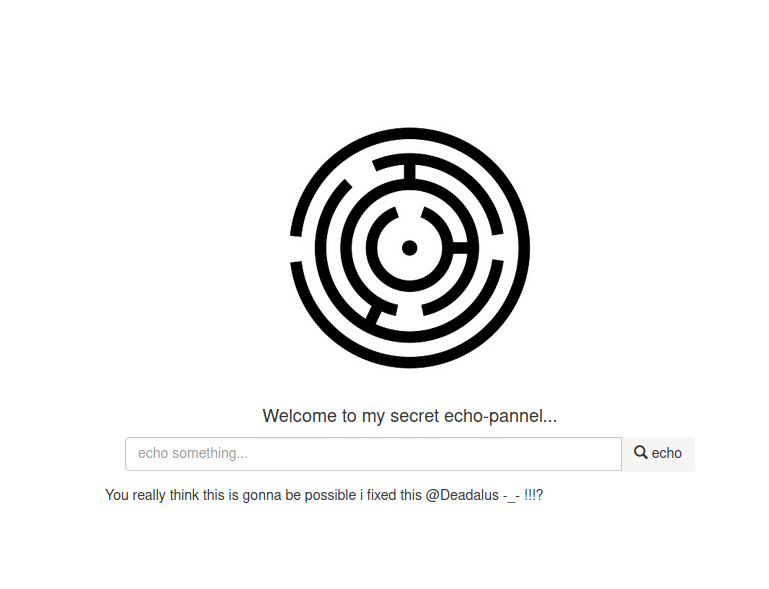 Welcome to my secret echo-pannel...
echo something... echo
You really think this is gonna be possible i fixed this @Deadalus -_- !!!?